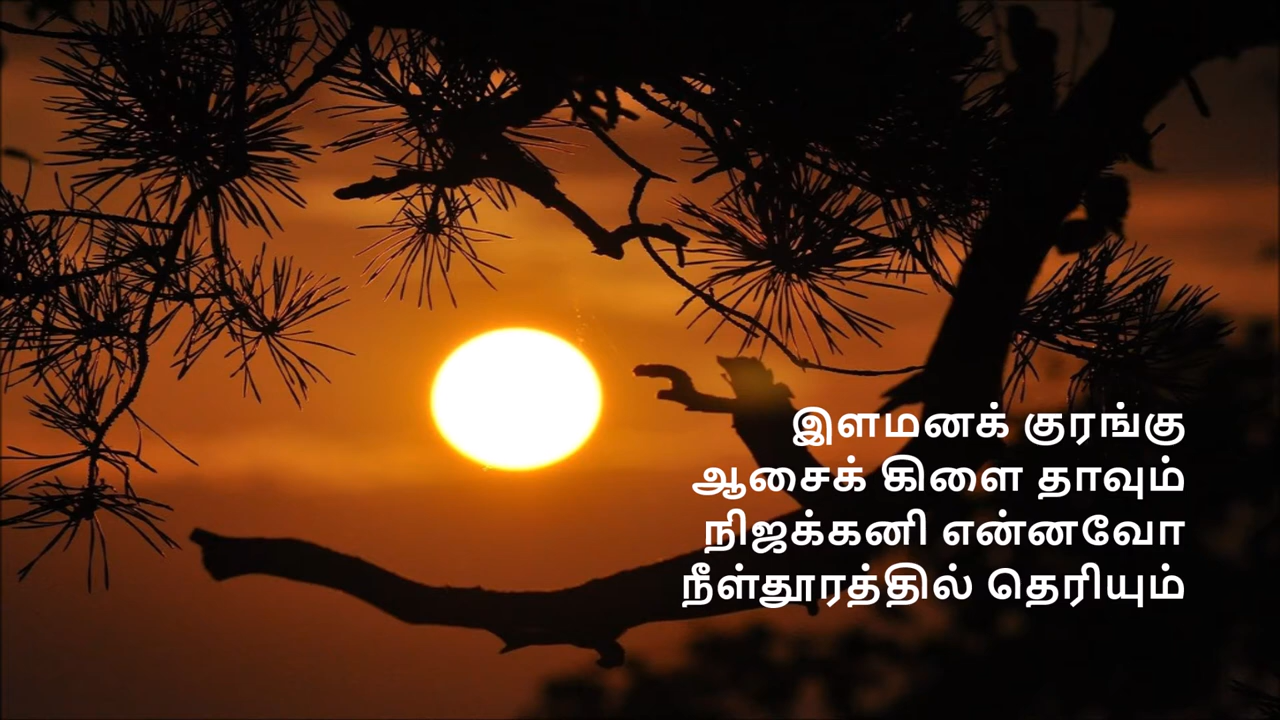 இளமனக் குரங்கு
ஆசைக் கிளை தாவும்
நிஜக்கனி என்னவோ
நீள்தூரத்தில் தெரியும்